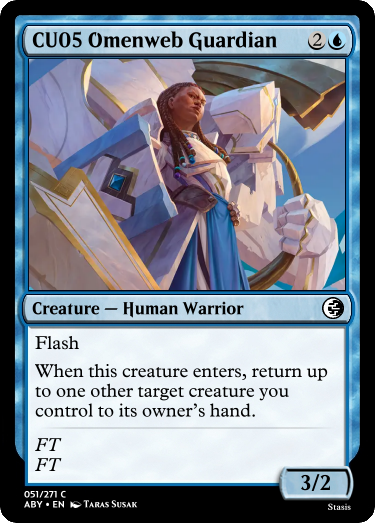 CU05 Omenweb Guardian 2
Creature — Human Warrior
Flash
When this creature enters, return up
to one other target creature you
control to its owner's hand.
FT
FT
3/2
051/271 C
ABY • EN Taras Susak
Stasis